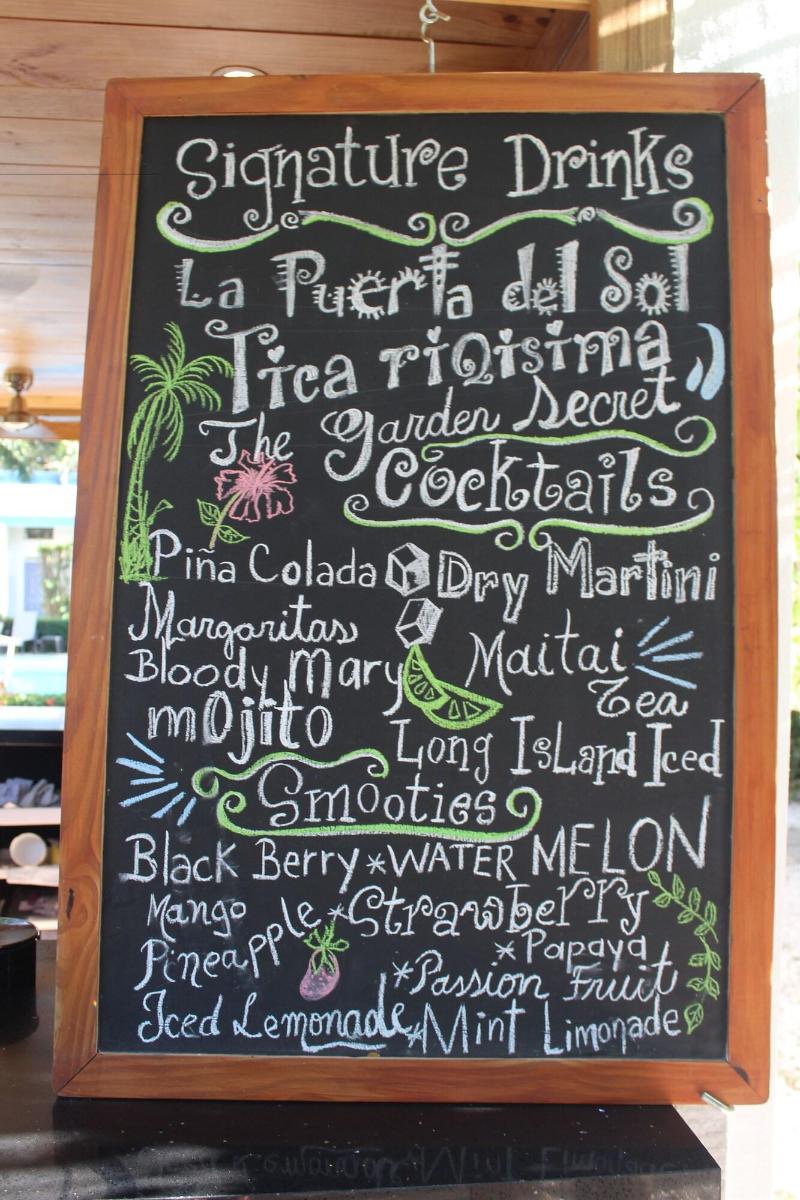 Signature Drinks
La Puerta del Sol
Tica riQisima
The garden Secret
Cocktails
Piña Colada Dry Martini
Margaritas Maitai
Bloody Mary Tea
mOjito Long IsLand Iced
Smooties
Black Berry *WATER MELON
Mango *Strawberry
Pineapple *Papaya
*Passion Fruit
Iced Lemonade *Mint Limonade